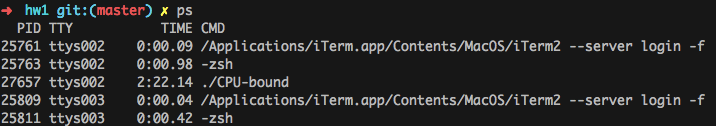 ➜ hw1 git:(master) ✗ ps
PID TTY TIME CMD
25761 ttys002 0:00.09 /Applications/iTerm.app/Contents/MacOS/iTerm2 --server login -f
25763 ttys002 0:00.98 -zsh
27657 ttys002 2:22.14 ./CPU-bound
25809 ttys003 0:00.04 /Applications/iTerm.app/Contents/MacOS/iTerm2 --server login -f
25811 ttys003 0:00.42 -zsh